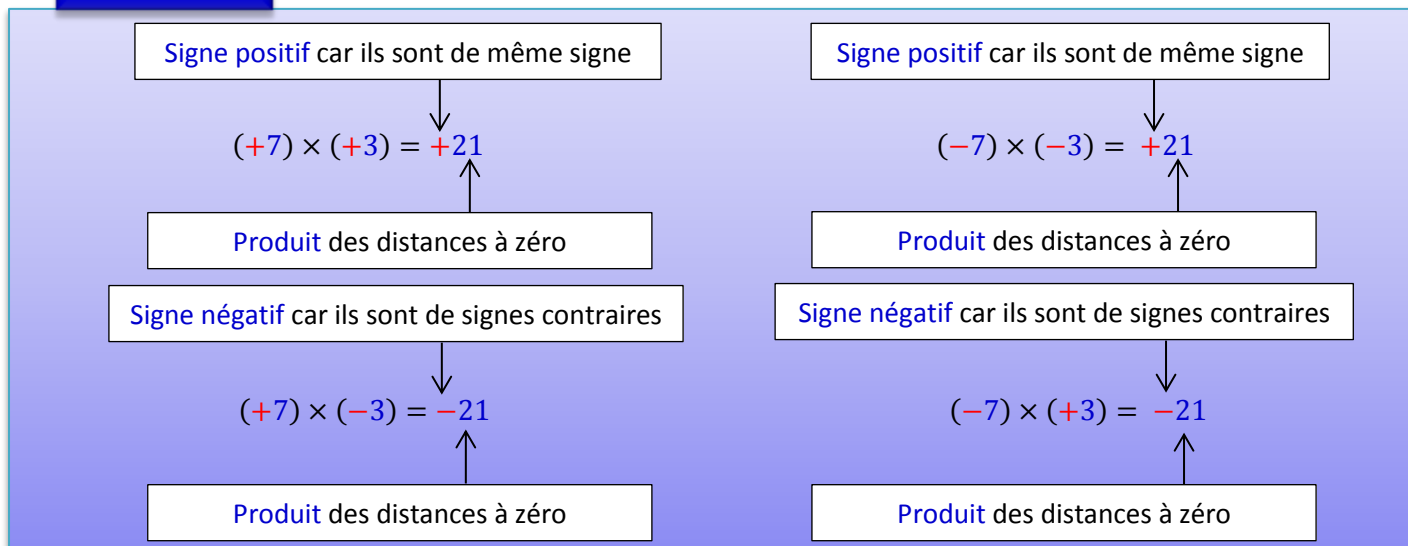 Signe positif car ils sont de même signe
(+7) × (+3) = +21
Produit des distances à zéro
Signe positif car ils sont de même signe
(−7) × (−3) = +21
Produit des distances à zéro
Signe négatif car ils sont de signes contraires
(+7) × (−3) = −21
Produit des distances à zéro
Signe négatif car ils sont de signes contraires
(−7) × (+3) = −21
Produit des distances à zéro